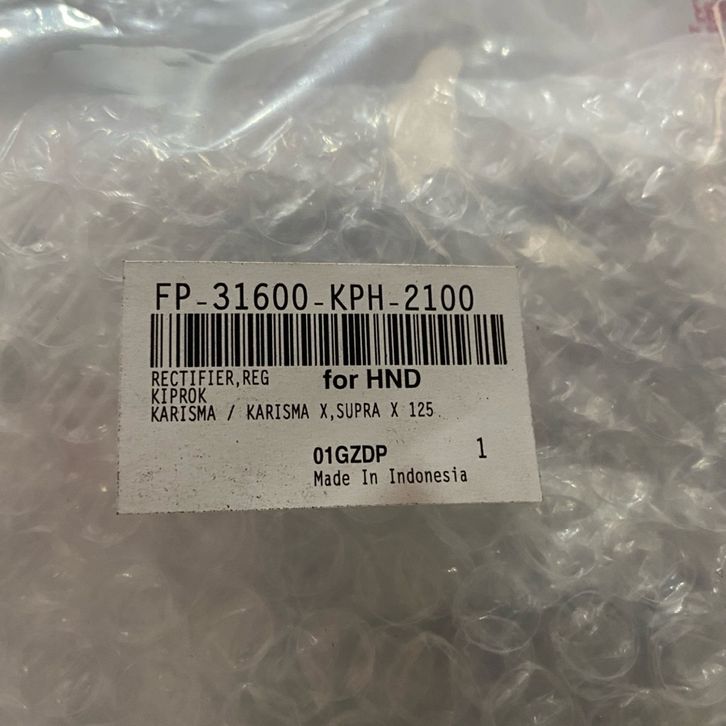 FP-31600-KPH-2100
RECTIFIER,REG for HND
KIPROK
KARISMA / KARISMA X,SUPRA X 125
01GZDP 1
Made In Indonesia